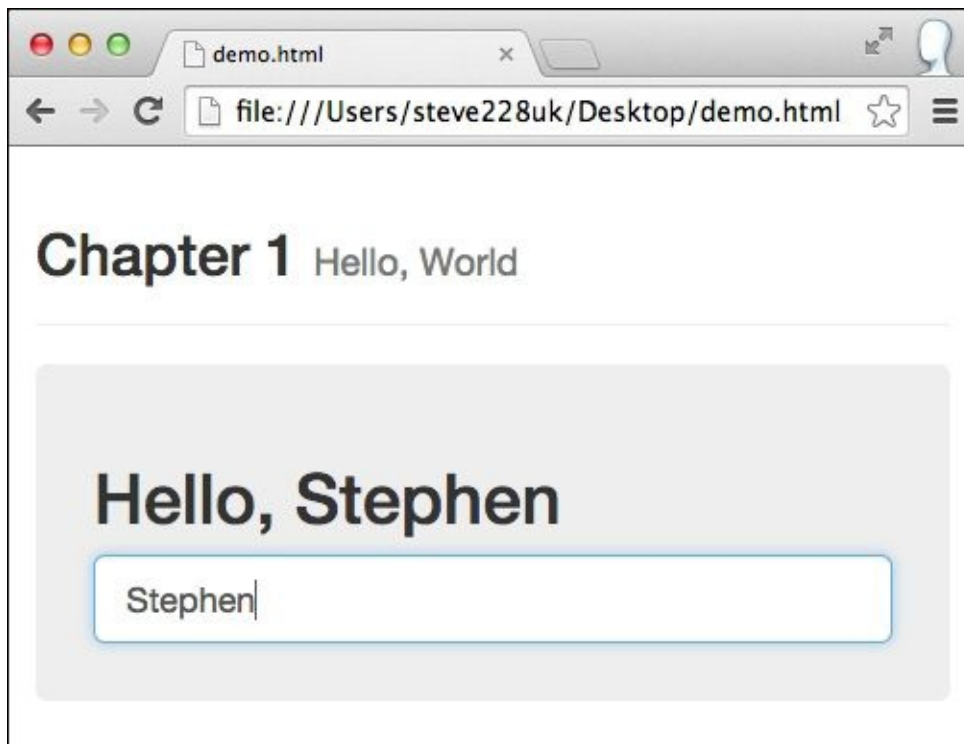 demo.html
file:///Users/steve228uk/Desktop/demo.html
Chapter 1 Hello, World
Hello, Stephen
Stephen